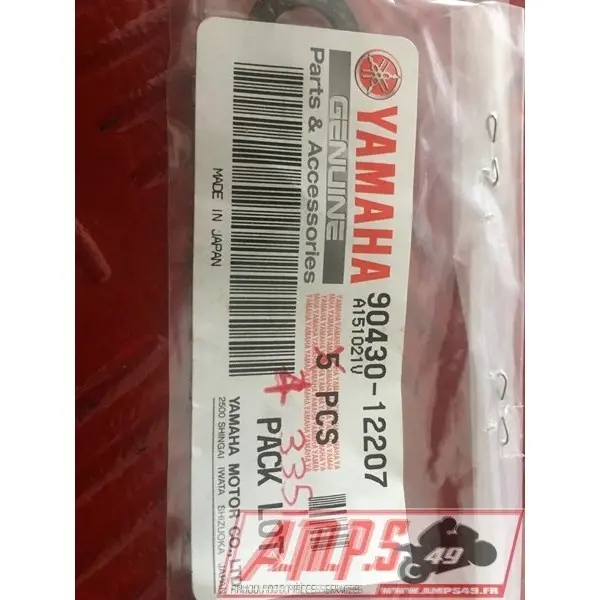 YAMAHA
GENUINE
Parts & Accessories
90430-12207
A151021V
5 PCS
4
335
PACK LOT
MADE IN JAPAN
YAMAHA MOTOR CO., LTD.
2500 SHINGAI IWATA SHIZUOKA JAPAN
A.M.P.S
49
WWW.AMPS49.FR